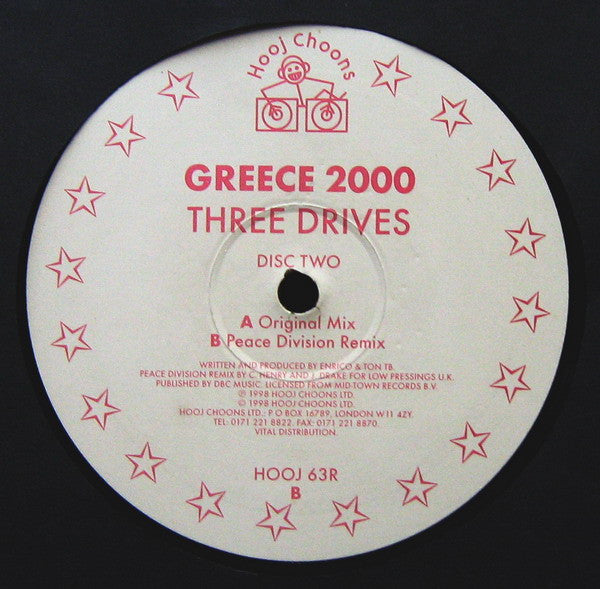 Hooj Choons
GREECE 2000
THREE DRIVES
DISC TWO
A Original Mix
B Peace Division Remix
WRITTEN AND PRODUCED BY ENRICO & TON TB.
PEACE DIVISION REMIX BY C. HENRY AND J. DRAKE FOR LOW PRESSINGS U.K.
PUBLISHED BY DBC MUSIC. LICENSED FROM MID-TOWN RECORDS B.V.
℗ 1998 HOOJ CHOONS LTD.
© 1998 HOOJ CHOONS LTD.
HOOJ CHOONS LTD., P O BOX 16789, LONDON W11 4ZY.
TEL: 0171 221 8822. FAX: 0171 221 8870.
VITAL DISTRIBUTION.
HOOJ 63R
B